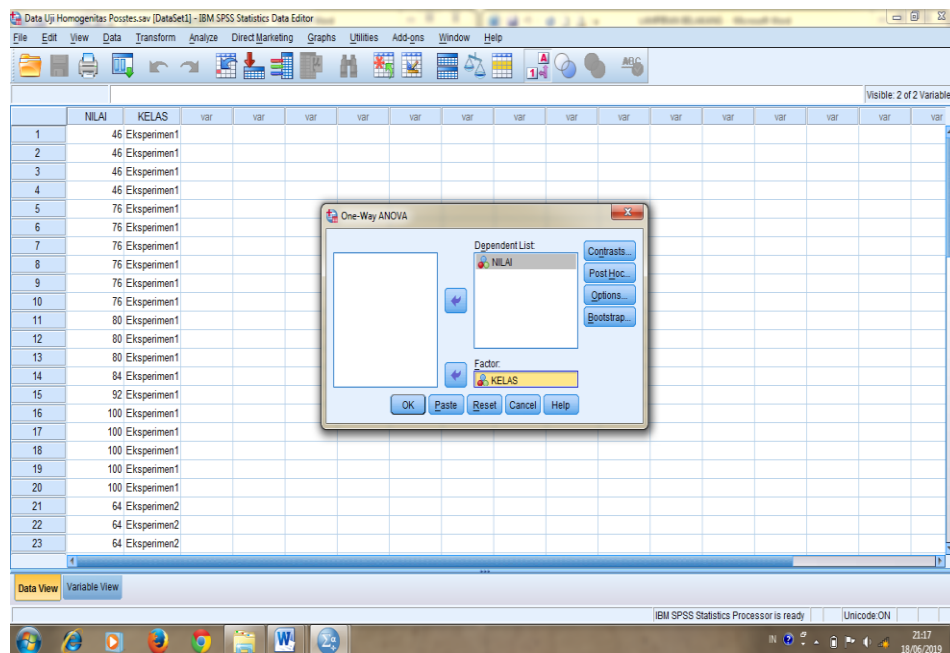 Data Uji Homogenitas Posstes.sav [DataSet1] - IBM SPSS Statistics Data Editor
File Edit View Data Transform Analyze Direct Marketing Graphs Utilities Add-ons Window Help
Visible: 2 of 2 Variable
NILAI KELAS var var var var var var var var var var var var var var
1 46 Eksperimen1
2 46 Eksperimen1
3 46 Eksperimen1
4 46 Eksperimen1
5 76 Eksperimen1
6 76 Eksperimen1
7 76 Eksperimen1
8 76 Eksperimen1
9 76 Eksperimen1
10 76 Eksperimen1
11 80 Eksperimen1
12 80 Eksperimen1
13 80 Eksperimen1
14 84 Eksperimen1
15 92 Eksperimen1
16 100 Eksperimen1
17 100 Eksperimen1
18 100 Eksperimen1
19 100 Eksperimen1
20 100 Eksperimen1
21 64 Eksperimen2
22 64 Eksperimen2
23 64 Eksperimen2
One-Way ANOVA
Dependent List:
NILAI
Contrasts...
Post Hoc...
Options...
Bootstrap...
Factor:
KELAS
OK Paste Reset Cancel Help
Data View Variable View
IBM SPSS Statistics Processor is ready Unicode:ON
IN 21:17
18/06/2019